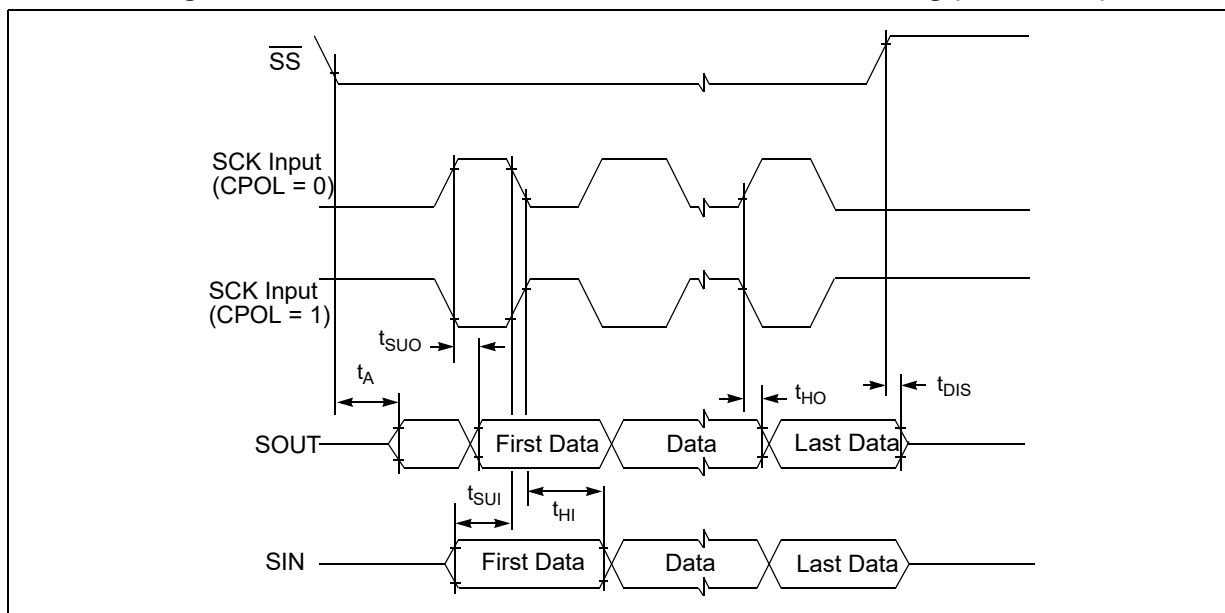 SS
SCK Input
(CPOL = 0)
SCK Input
(CPOL = 1)
tSUO
tA
tHO
tDIS
SOUT
First Data
Data
Last Data
tSUI
tHI
SIN
First Data
Data
Last Data